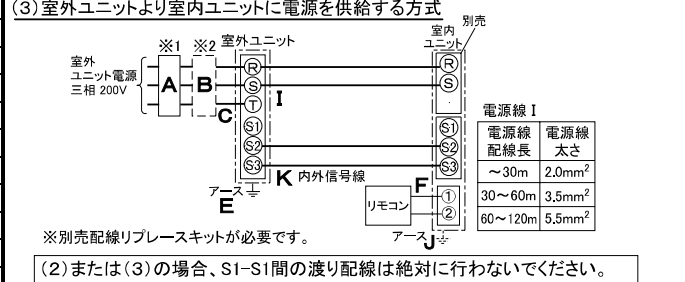 (3)室外ユニットより室内ユニットに電源を供給する方式
別売
※1 ※2 室外ユニット
室内
ユニット
室外
ユニット電源
三相 200V
A
B
C
R
S
T
S1
S2
S3
I
R
S
S1
S2
S3
K 内外信号線
アース
E
F
リモコン
①
②
アース
J
電源線 I
電源線
配線長
電源線
太さ
～30m 2.0mm²
30～60m 3.5mm²
60～120m 5.5mm²
※別売配線リプレースキットが必要です。
(2)または(3)の場合、S1-S1間の渡り配線は絶対に行わないでください。